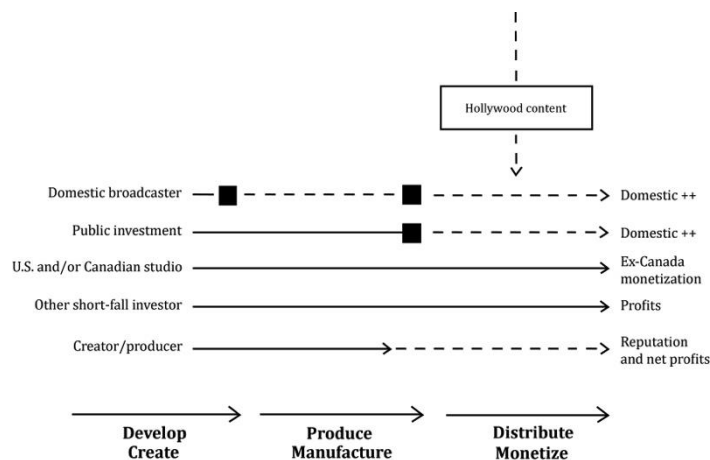 Hollywood content
Domestic broadcaster
Domestic ++
Public investment
Domestic ++
U.S. and/or Canadian studio
Ex-Canada
monetization
Other short-fall investor
Profits
Creator/producer
Reputation
and net profits
Develop
Create
Produce
Manufacture
Distribute
Monetize